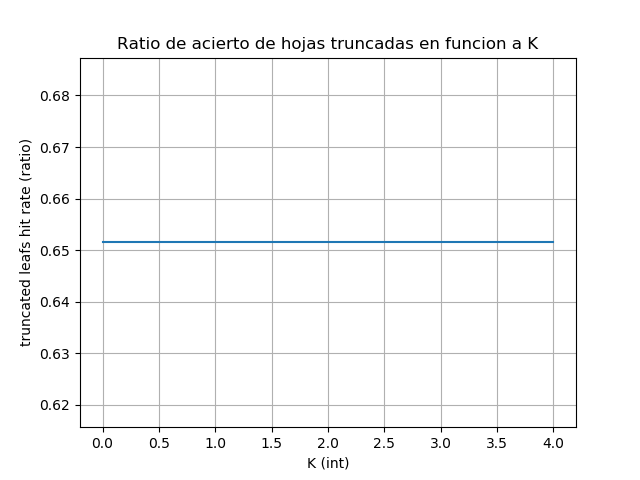 Ratio de acierto de hojas truncadas en funcion a K
0.68
0.67
0.66
0.65
0.64
0.63
0.62
truncated leafs hit rate (ratio)
0.0 0.5 1.0 1.5 2.0 2.5 3.0 3.5 4.0
K (int)